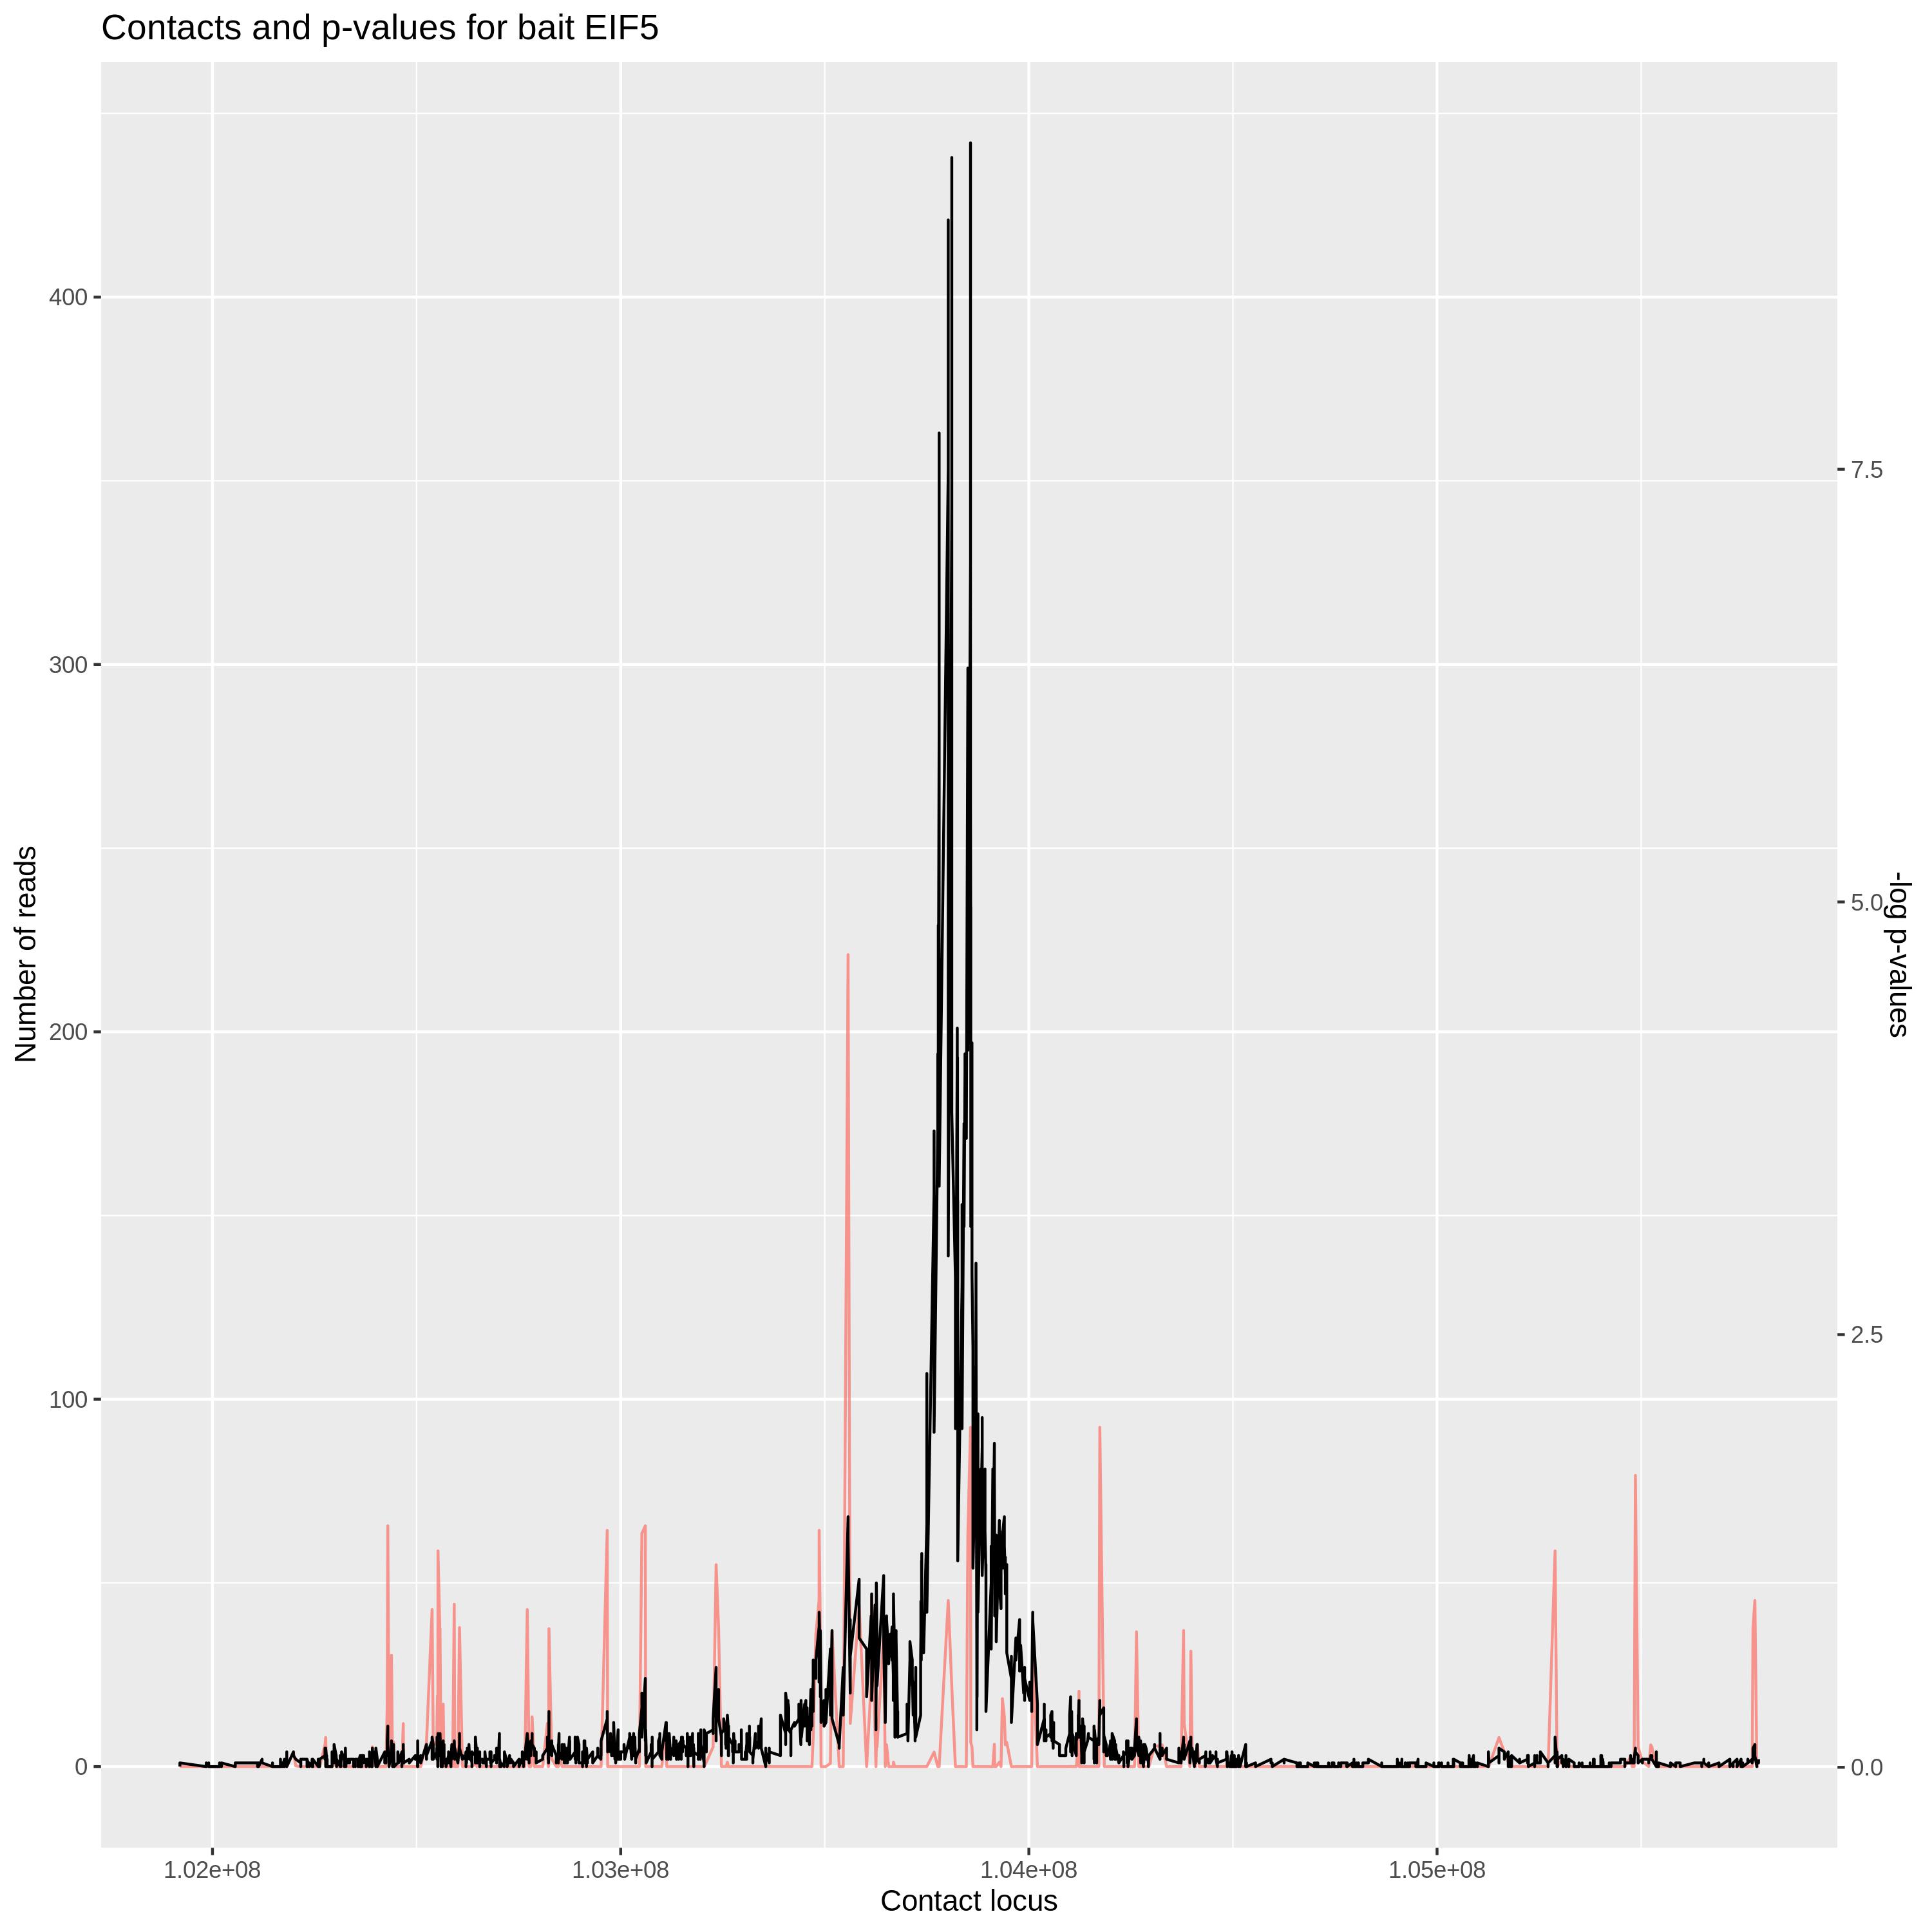 Contacts and p-values for bait EIF5
400
300
200
100
0
Number of reads
7.5
5.0
2.5
0.0
-log p-values
1.02e+08
1.03e+08
1.04e+08
1.05e+08
Contact locus